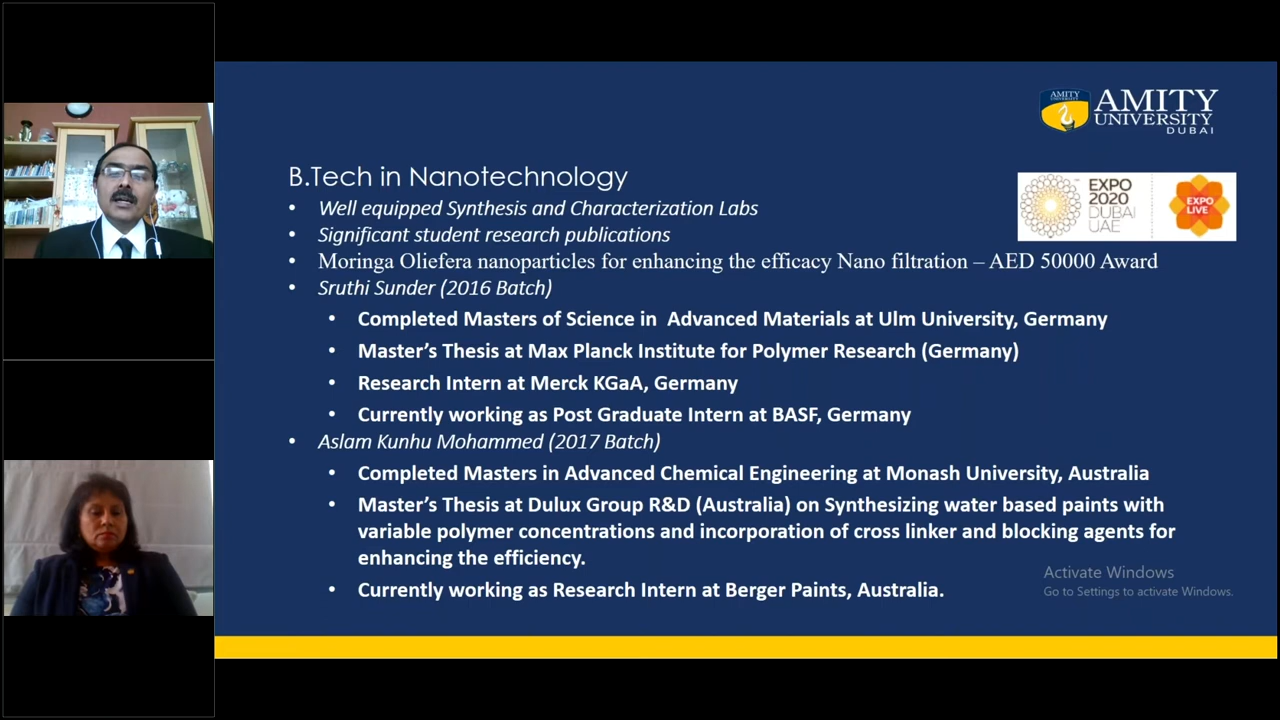 AMITY
UNIVERSITY
DUBAI
AMITY
UNIVERSITY
B.Tech in Nanotechnology
EXPO
2020
DUBAI
UAE
EXPO
LIVE
• Well equipped Synthesis and Characterization Labs
• Significant student research publications
• Moringa Oliefera nanoparticles for enhancing the efficacy Nano filtration – AED 50000 Award
• Sruthi Sunder (2016 Batch)
• Completed Masters of Science in Advanced Materials at Ulm University, Germany
• Master's Thesis at Max Planck Institute for Polymer Research (Germany)
• Research Intern at Merck KGaA, Germany
• Currently working as Post Graduate Intern at BASF, Germany
• Aslam Kunhu Mohammed (2017 Batch)
• Completed Masters in Advanced Chemical Engineering at Monash University, Australia
• Master's Thesis at Dulux Group R&D (Australia) on Synthesizing water based paints with
variable polymer concentrations and incorporation of cross linker and blocking agents for
enhancing the efficiency.
• Currently working as Research Intern at Berger Paints, Australia.
Activate Windows
Go to Settings to activate Windows.